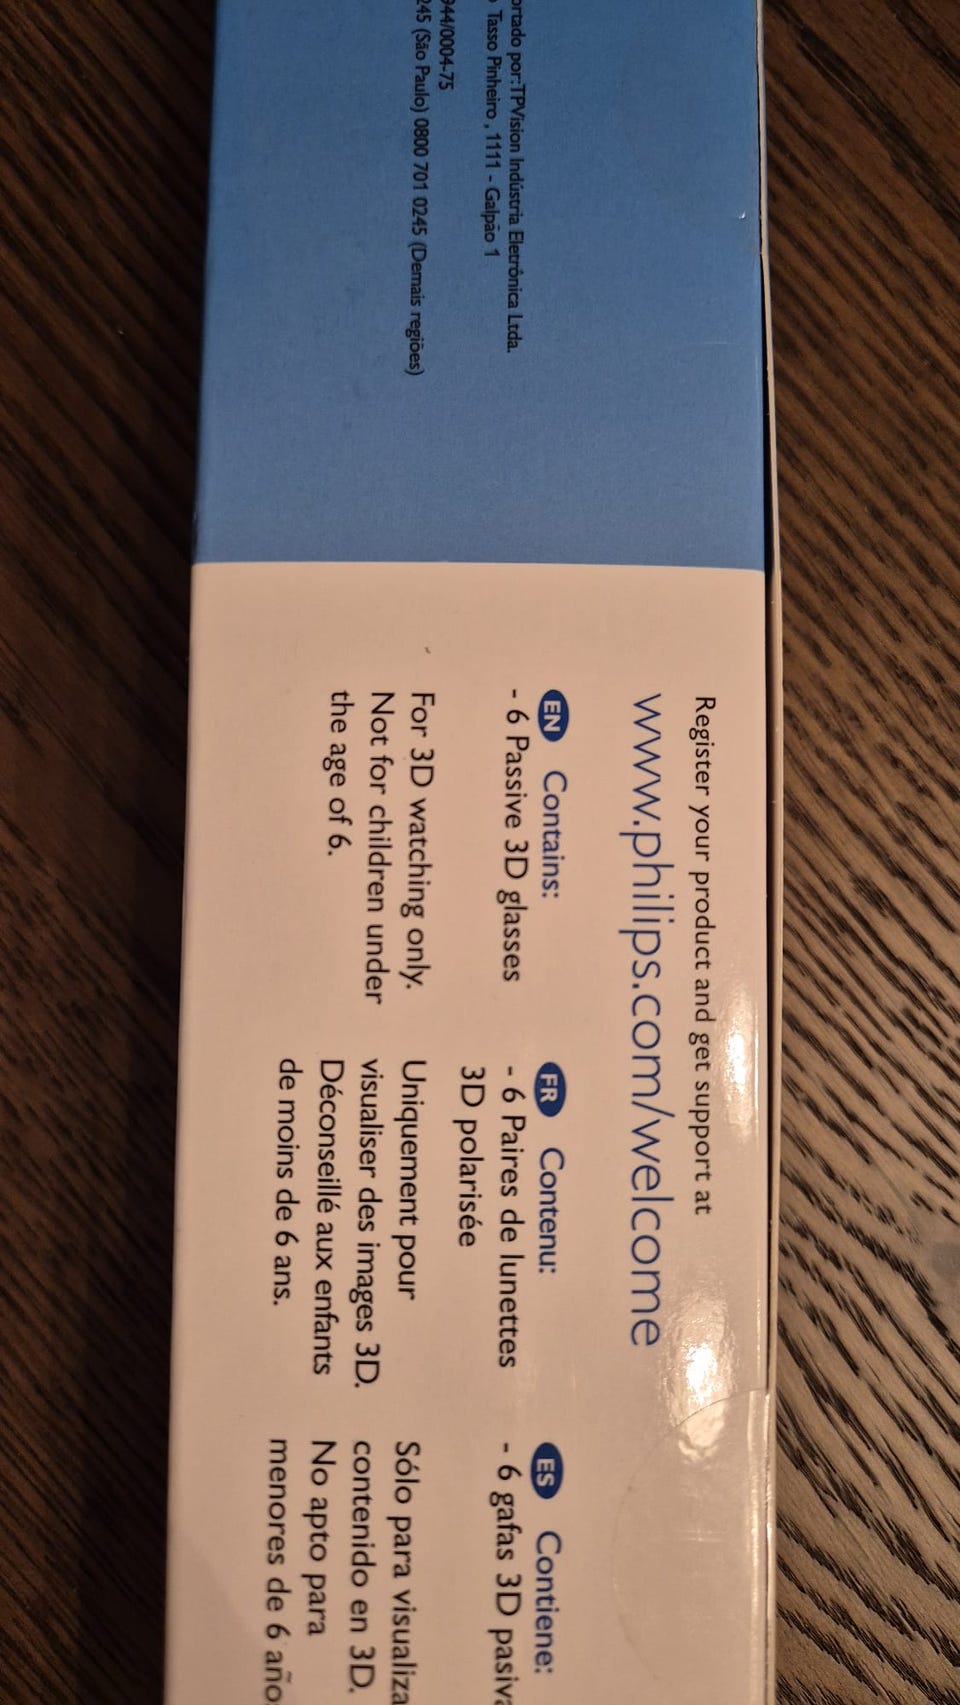 ortado por:TPVision Indústria Eletrônica Ltda.
Tasso Pinheiro , 1111 - Galpão 1
944/0004-75
245 (São Paulo) 0800 701 0245 (Demais regiões)
Register your product and get support at
www.philips.com/welcome
EN Contains:
- 6 Passive 3D glasses
For 3D watching only.
Not for children under
the age of 6.
FR Contenu:
- 6 Paires de lunettes
3D polarisée
Uniquement pour
visualiser des images 3D.
Déconseillé aux enfants
de moins de 6 ans.
ES Contiene:
- 6 gafas 3D pasiva
Sólo para visualiza
contenido en 3D.
No apto para
menores de 6 año